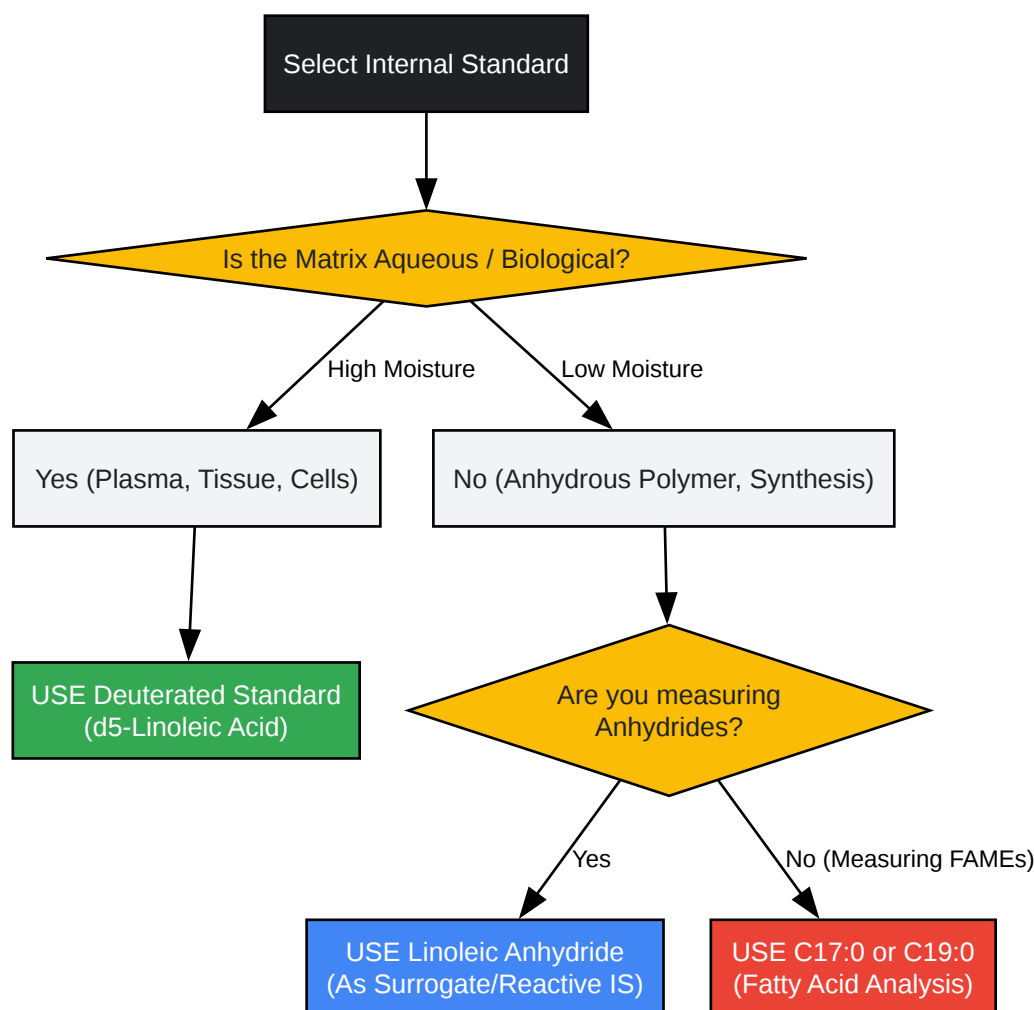 Select Internal Standard
Is the Matrix Aqueous / Biological?
High Moisture
Low Moisture
Yes (Plasma, Tissue, Cells)
No (Anhydrous Polymer, Synthesis)
USE Deuterated Standard
(d5-Linoleic Acid)
Are you measuring
Anhydrides?
Yes
No (Measuring FAMEs)
USE Linoleic Anhydride
(As Surrogate/Reactive IS)
USE C17:0 or C19:0
(Fatty Acid Analysis)